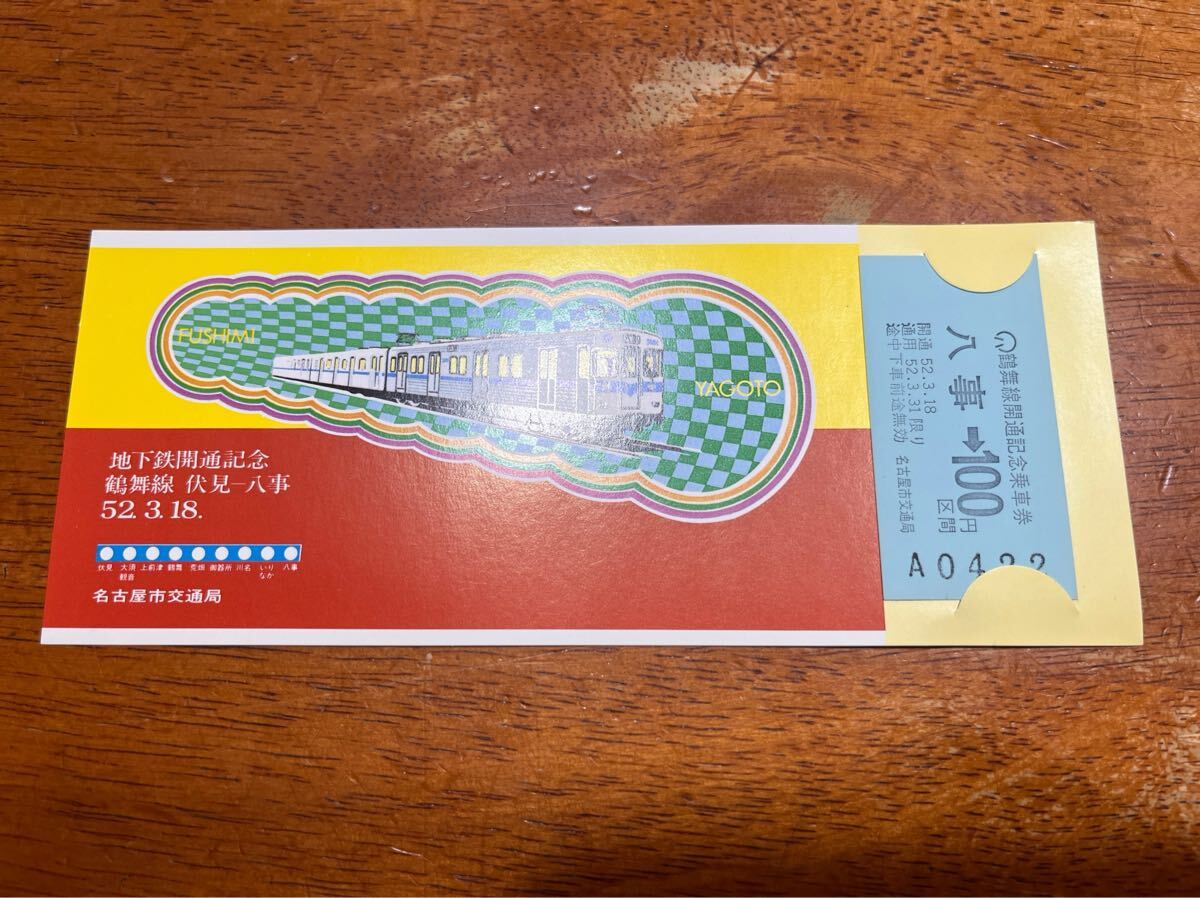 FUSHIMI
YAGOTO
地下鉄開通記念
鶴舞線 伏見−八事
52.3.18.
伏見 大須観音 上前津 鶴舞 荒畑 御器所 川名 いりなか 八事
名古屋市交通局
鶴舞線開通記念乗車券
八事➡100円区間
開通 52.3.18
通用 52.3.31限り
途中下車前途無効 名古屋市交通局
A0422